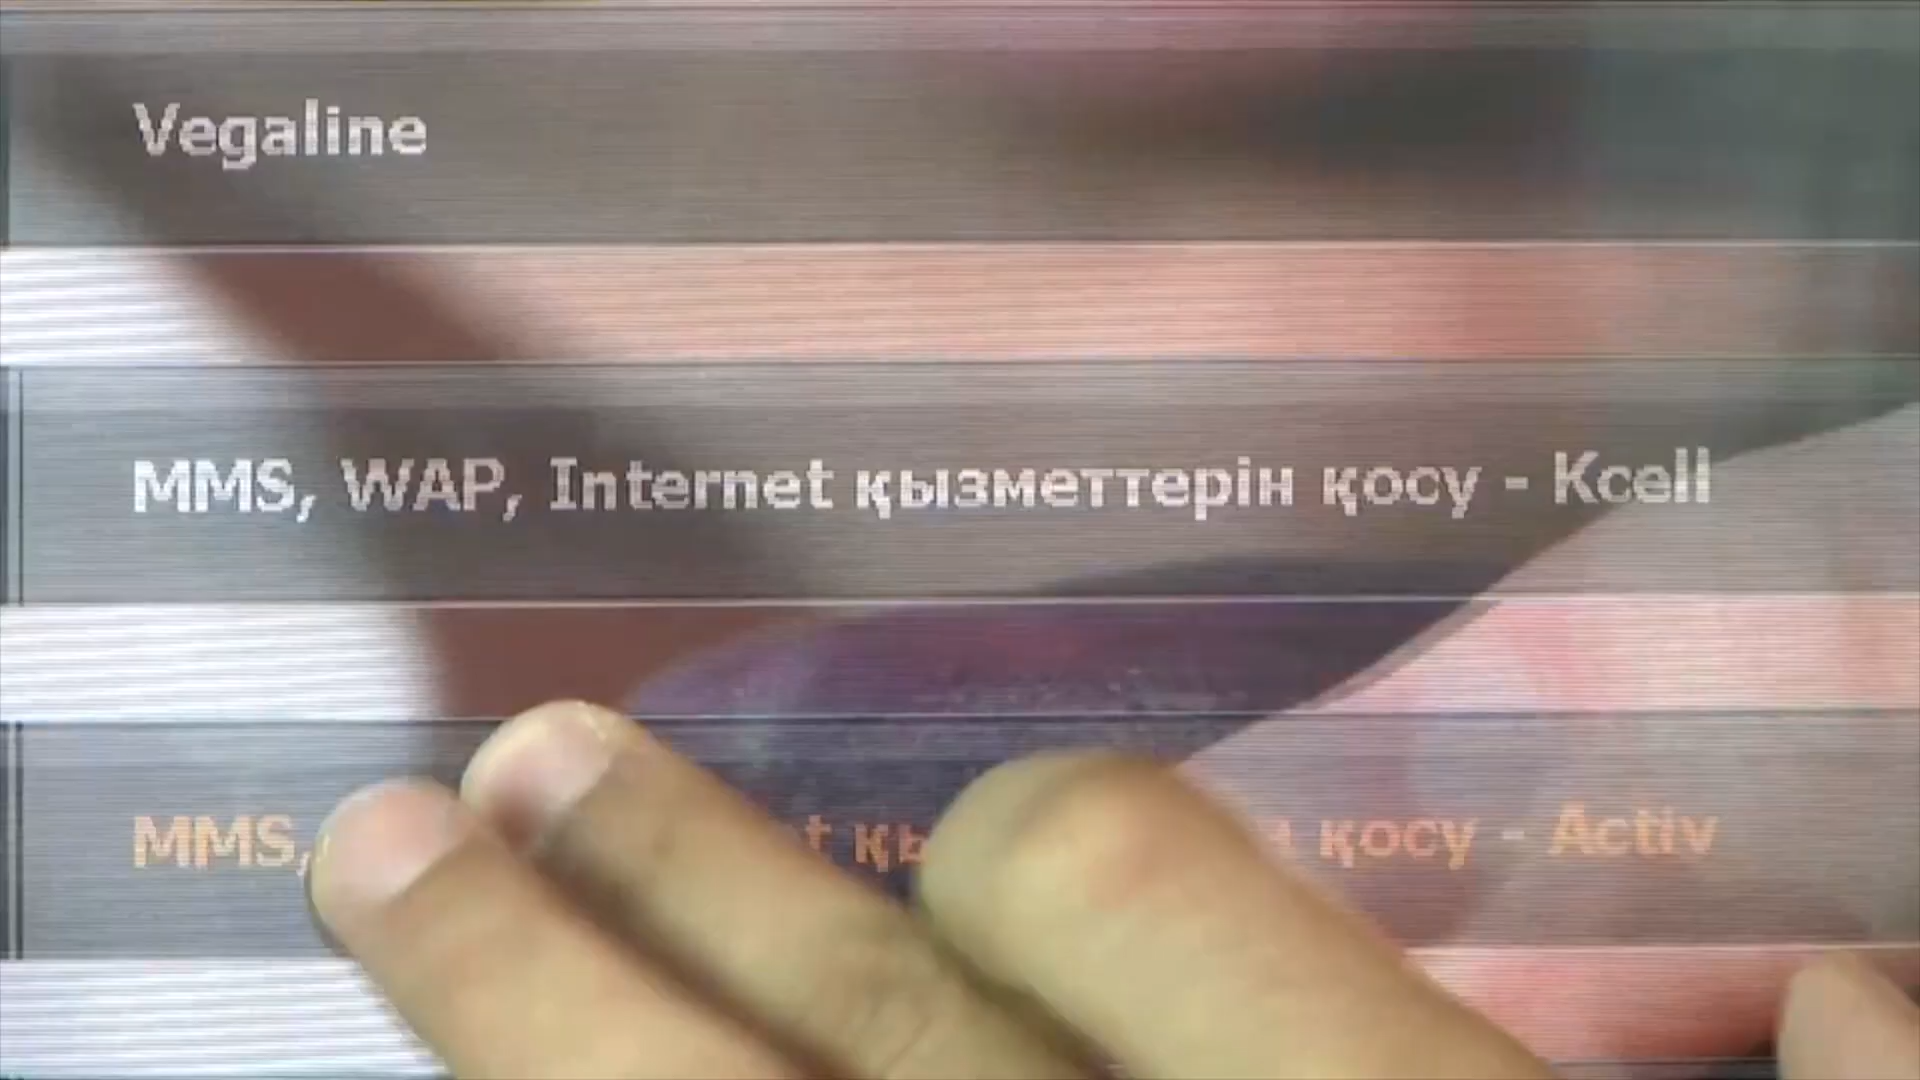 Vegaline
MMS, WAP, Internet қызметтерін қосу - Kcell
MMS, қосу - Activ